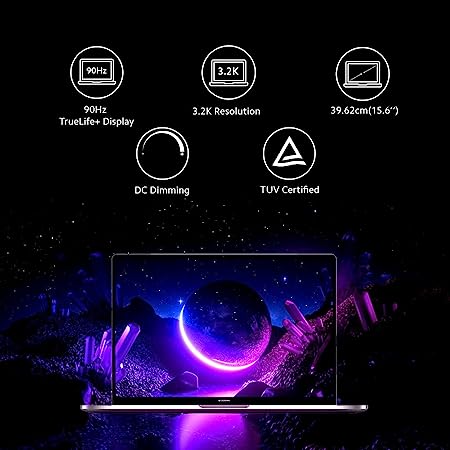 90Hz
3.2K
90Hz
TrueLife+ Display
3.2K Resolution
39.62cm(15.6’’)
DC Dimming
TUV Certified